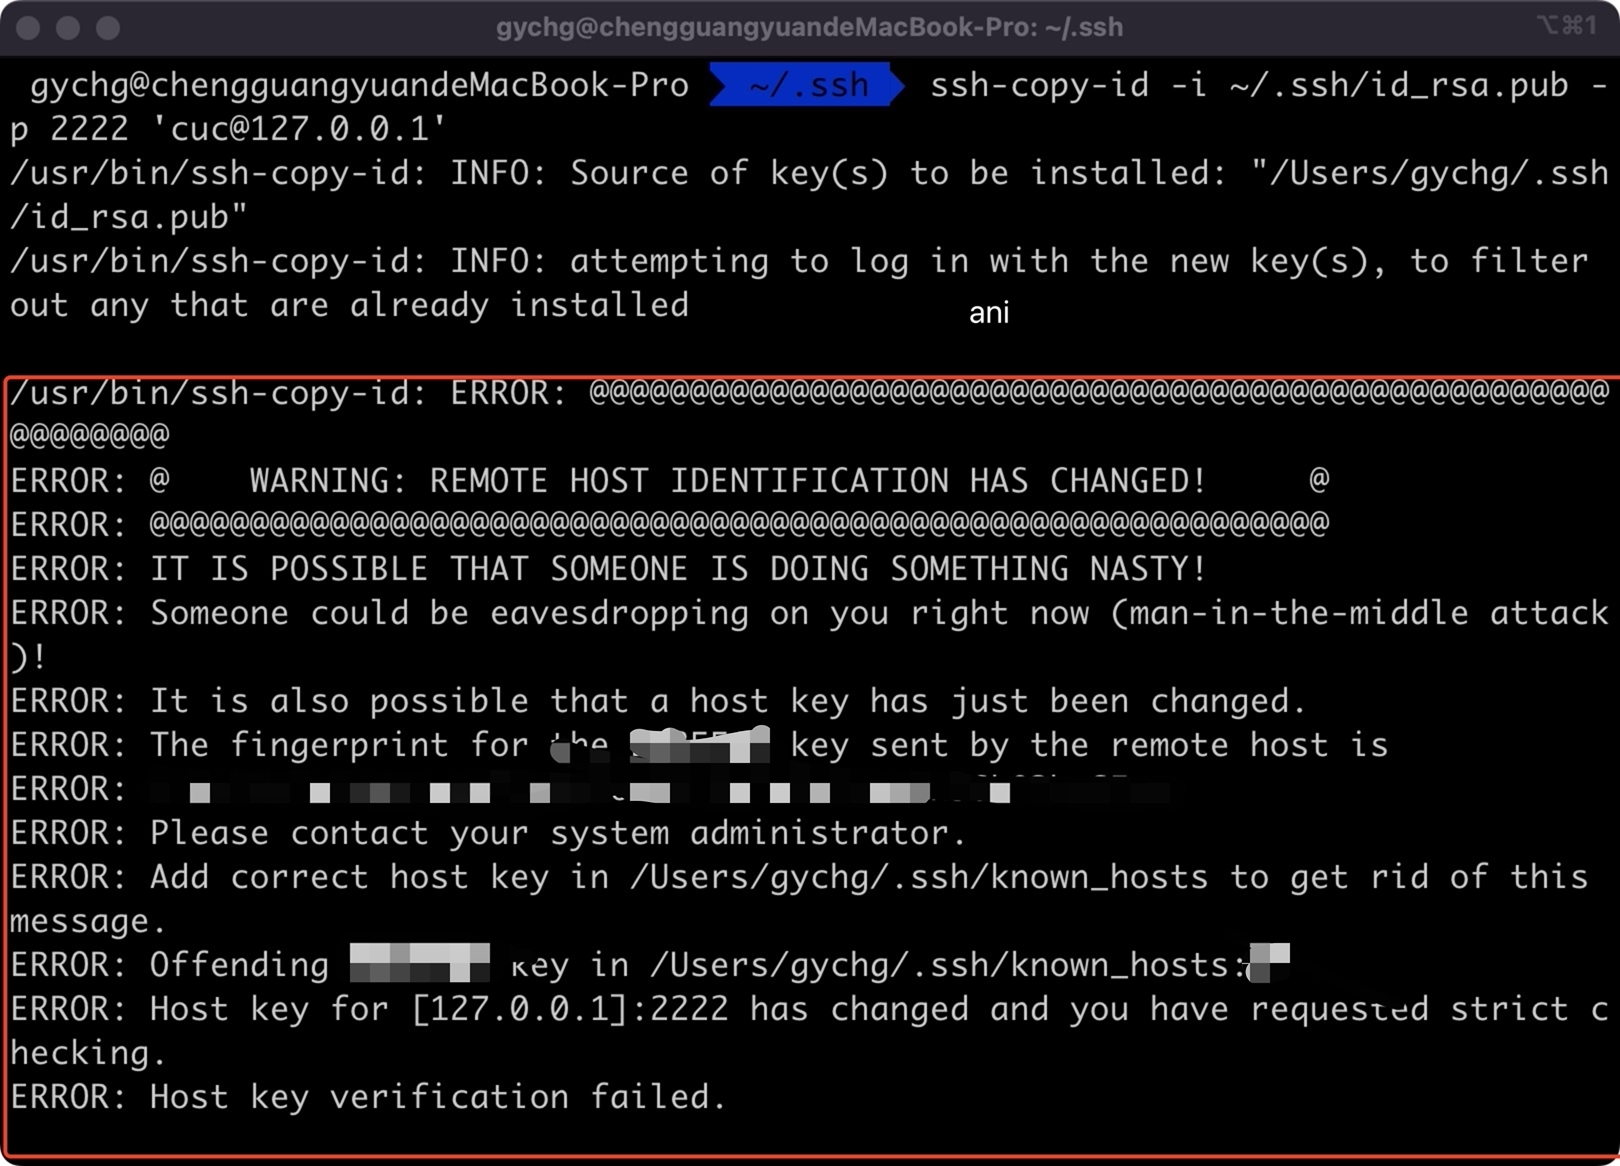 gychg@chengguangyuandeMacBook-Pro: ~/.ssh
⌥⌘1
gychg@chengguangyuandeMacBook-Pro ~/.ssh ssh-copy-id -i ~/.ssh/id_rsa.pub -
p 2222 'cuc@127.0.0.1'
/usr/bin/ssh-copy-id: INFO: Source of key(s) to be installed: "/Users/gychg/.ssh
/id_rsa.pub"
/usr/bin/ssh-copy-id: INFO: attempting to log in with the new key(s), to filter
out any that are already installed
ani
/usr/bin/ssh-copy-id: ERROR: @@@@@@@@@@@@@@@@@@@@@@@@@@@@@@@@@@@@@@@@@@@@@@@@@@@
@@@@@@@@
ERROR: @    WARNING: REMOTE HOST IDENTIFICATION HAS CHANGED!     @
ERROR: @@@@@@@@@@@@@@@@@@@@@@@@@@@@@@@@@@@@@@@@@@@@@@@@@@@@@@@@@@@
ERROR: IT IS POSSIBLE THAT SOMEONE IS DOING SOMETHING NASTY!
ERROR: Someone could be eavesdropping on you right now (man-in-the-middle attack
)!
ERROR: It is also possible that a host key has just been changed.
ERROR: The fingerprint for the key sent by the remote host is
ERROR:
ERROR: Please contact your system administrator.
ERROR: Add correct host key in /Users/gychg/.ssh/known_hosts to get rid of this
message.
ERROR: Offending key in /Users/gychg/.ssh/known_hosts:
ERROR: Host key for [127.0.0.1]:2222 has changed and you have requested strict c
hecking.
ERROR: Host key verification failed.